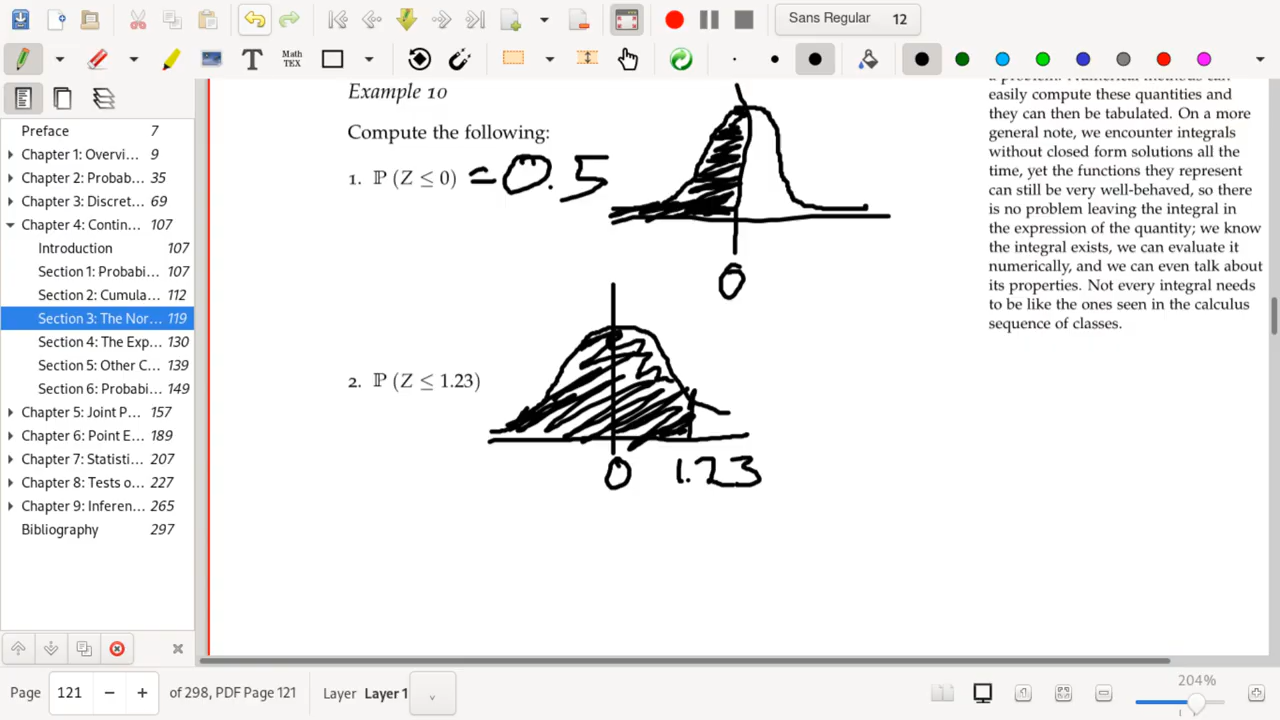 Sans Regular 12
Math
TEX
Preface 7
Chapter 1: Overvi... 9
Chapter 2: Probab... 35
Chapter 3: Discret... 69
Chapter 4: Contin... 107
Introduction 107
Section 1: Probabi... 107
Section 2: Cumula... 112
Section 3: The Nor... 119
Section 4: The Exp... 130
Section 5: Other C... 139
Section 6: Probabi... 149
Chapter 5: Joint P... 157
Chapter 6: Point E... 189
Chapter 7: Statisti... 207
Chapter 8: Tests o... 227
Chapter 9: Inferen... 265
Bibliography 297
Example 10
Compute the following:
1. ℙ (Z ≤ 0) = 0.5
0
2. ℙ (Z ≤ 1.23)
0 1.23
a problem. Numerical methods can
easily compute these quantities and
they can then be tabulated. On a more
general note, we encounter integrals
without closed form solutions all the
time, yet the functions they represent
can still be very well-behaved, so there
is no problem leaving the integral in
the expression of the quantity; we know
the integral exists, we can evaluate it
numerically, and we can even talk about
its properties. Not every integral needs
to be like the ones seen in the calculus
sequence of classes.
Page 121 of 298, PDF Page 121 Layer Layer 1
204%